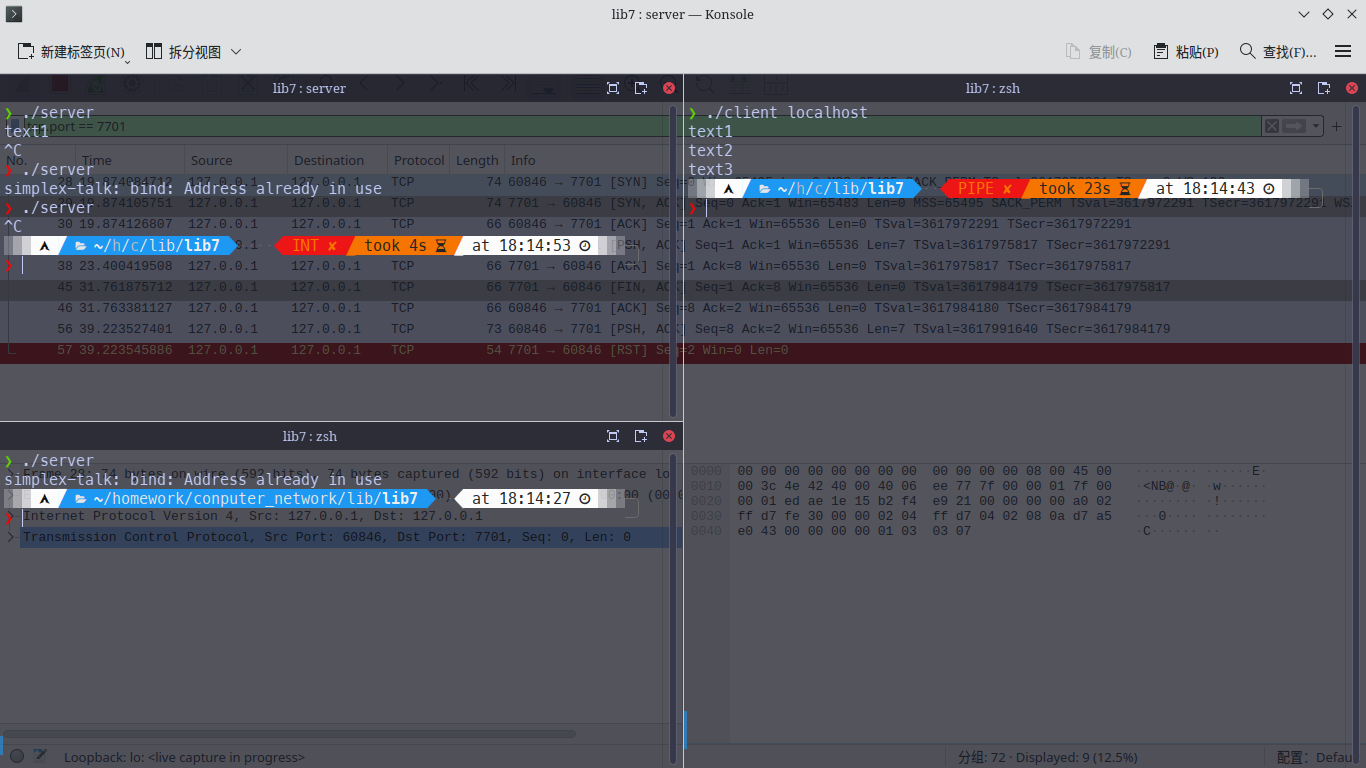 lib7 : server — Konsole
新建标签页(N)
拆分视图
复制(C)
粘贴(P)
查找(F)...
lib7 : server
❯ ./server
text1
^C
❯ ./server
simplex-talk: bind: Address already in use
❯ ./server
^C
~/h/c/lib/lib7 INT ✘ took 4s at 18:14:53
❯
lib7 : zsh
❯ ./client localhost
text1
text2
text3
~/h/c/lib/lib7 PIPE ✘ took 23s at 18:14:43
❯
port == 7701
No. Time Source Destination Protocol Length Info
28 19.874084712 127.0.0.1 127.0.0.1 TCP 74 60846 → 7701 [SYN]
19.874105751 127.0.0.1 127.0.0.1 TCP 74 7701 → 60846 [SYN, Seq=0 Ack=1 Win=65483 Len=0 MSS=65495 SACK_PERM TSval=3617972291 TSecr=3617972291 WS
30 19.874126807 127.0.0.1 127.0.0.1 TCP 66 60846 → 7701 [ACK] Seq=1 Ack=1 Win=65536 Len=0 TSval=3617972291 TSecr=3617972291
TCP Seq=1 Ack=1 Win=65536 Len=7 TSval=3617975817 TSecr=3617972291
38 23.400419508 127.0.0.1 127.0.0.1 TCP 66 7701 → 60846 [ACK] Seq=1 Ack=8 Win=65536 Len=0 TSval=3617975817 TSecr=3617975817
45 31.761875712 127.0.0.1 127.0.0.1 TCP 66 7701 → 60846 [FIN, Seq=1 Ack=8 Win=65536 Len=0 TSval=3617984179 TSecr=3617975817
46 31.763381127 127.0.0.1 127.0.0.1 TCP 66 60846 → 7701 [ACK] Seq=8 Ack=2 Win=65536 Len=0 TSval=3617984180 TSecr=3617984179
56 39.223527401 127.0.0.1 127.0.0.1 TCP 73 60846 → 7701 [PSH, Seq=8 Ack=2 Win=65536 Len=7 TSval=3617991640 TSecr=3617984179
57 39.223545886 127.0.0.1 127.0.0.1 TCP 54 7701 → 60846 [RST] Seq=2 Win=0 Len=0
lib7 : zsh
❯ ./server
simplex-talk: bind: Address already in use
~/homework/conputer_network/lib/lib7 at 18:14:27
❯
Frame 28: 74 bytes on wire (592 bits), 74 bytes captured (592 bits) on interface lo
Internet Protocol Version 4, Src: 127.0.0.1, Dst: 127.0.0.1
Transmission Control Protocol, Src Port: 60846, Dst Port: 7701, Seq: 0, Len: 0
0000 00 00 00 00 00 00 00 00 00 00 00 00 08 00 45 00 ··············E·
0010 00 3c 4e 42 40 00 40 06 ee 77 7f 00 00 01 7f 00 ·<NB@·@· ·w······
0020 00 01 ed ae 1e 15 b2 f4 e9 21 00 00 00 00 a0 02 ········ ·!······
0030 ff d7 fe 30 00 00 02 04 ff d7 04 02 08 0a d7 a5 ···0···· ········
0040 e0 43 00 00 00 00 01 03 03 07 ·C······ ··
Loopback: lo: <live capture in progress>
分组: 72 · Displayed: 9 (12.5%)
配置: Defau